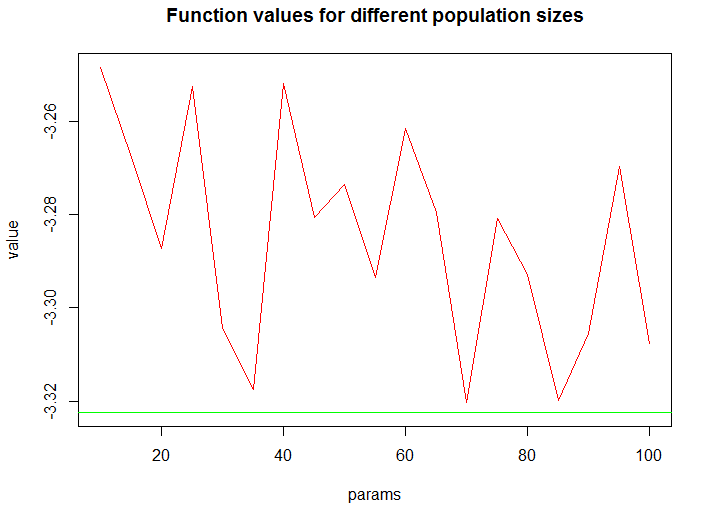 Function values for different population sizes
value
-3.26
-3.28
-3.30
-3.32
20 40 60 80 100
params